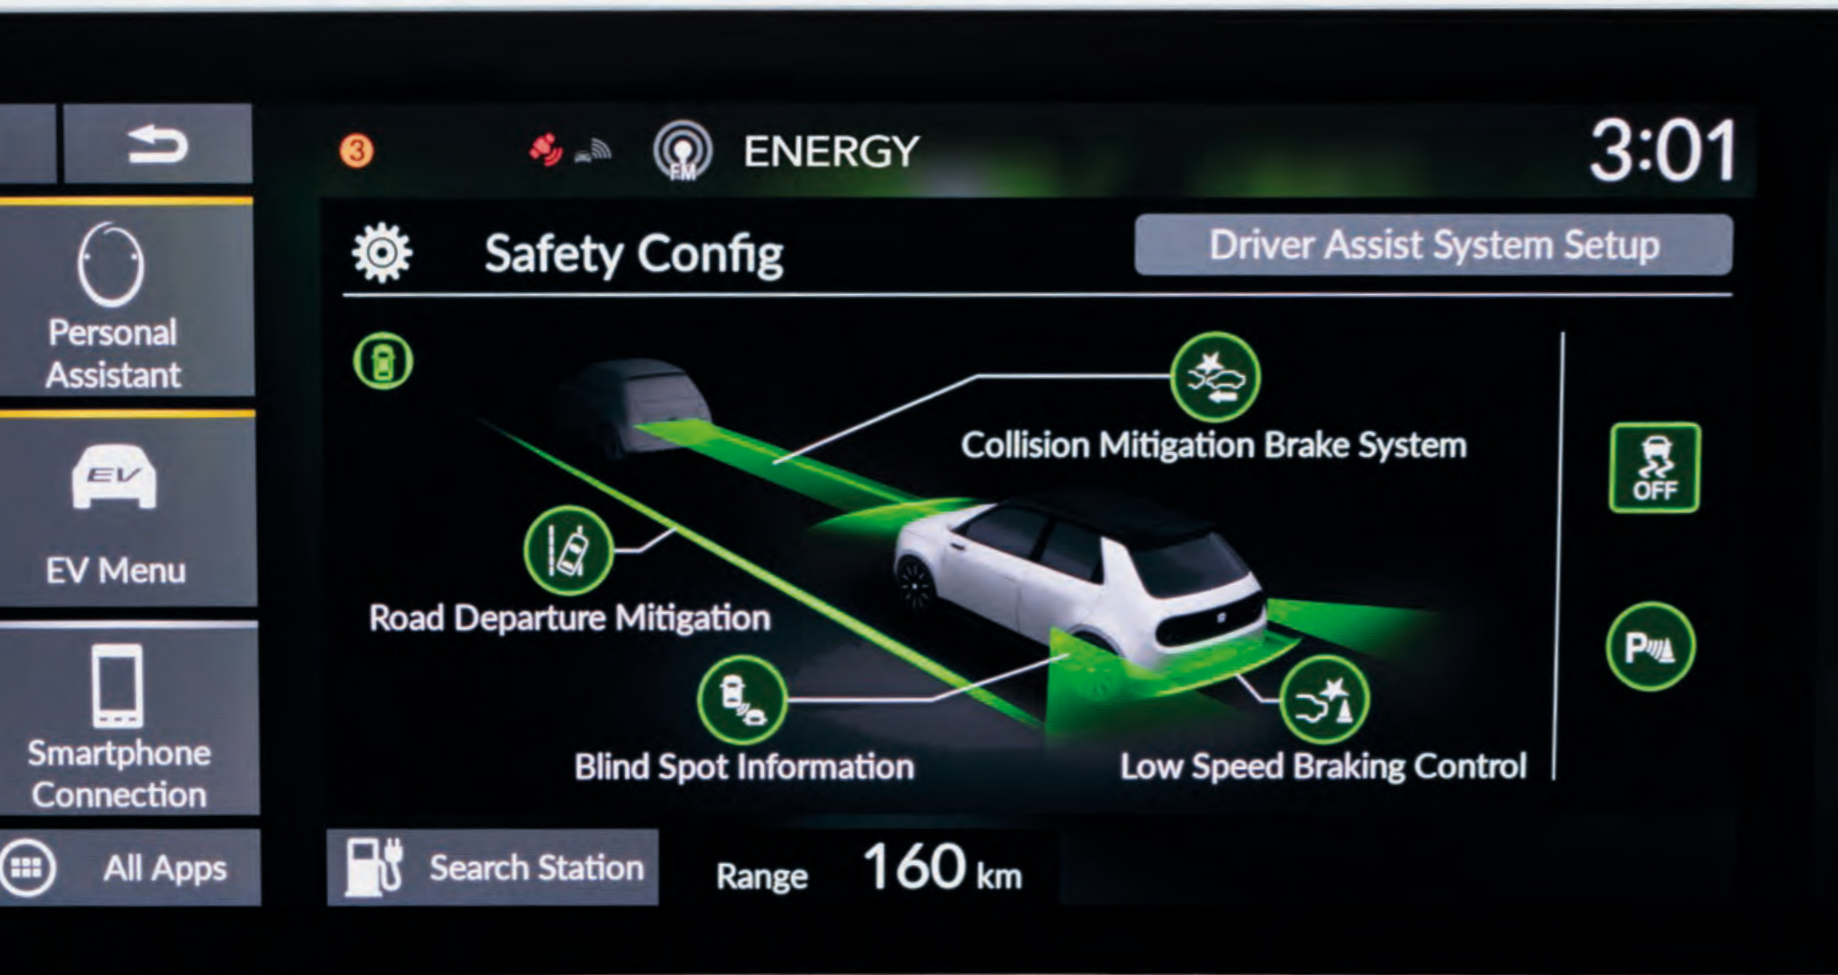 3
FM
ENERGY
3:01
Safety Config
Driver Assist System Setup
Personal
Assistant
Collision Mitigation Brake System
OFF
EV
EV Menu
Road Departure Mitigation
P
Smartphone
Connection
Blind Spot Information
Low Speed Braking Control
All Apps
Search Station
Range 160 km